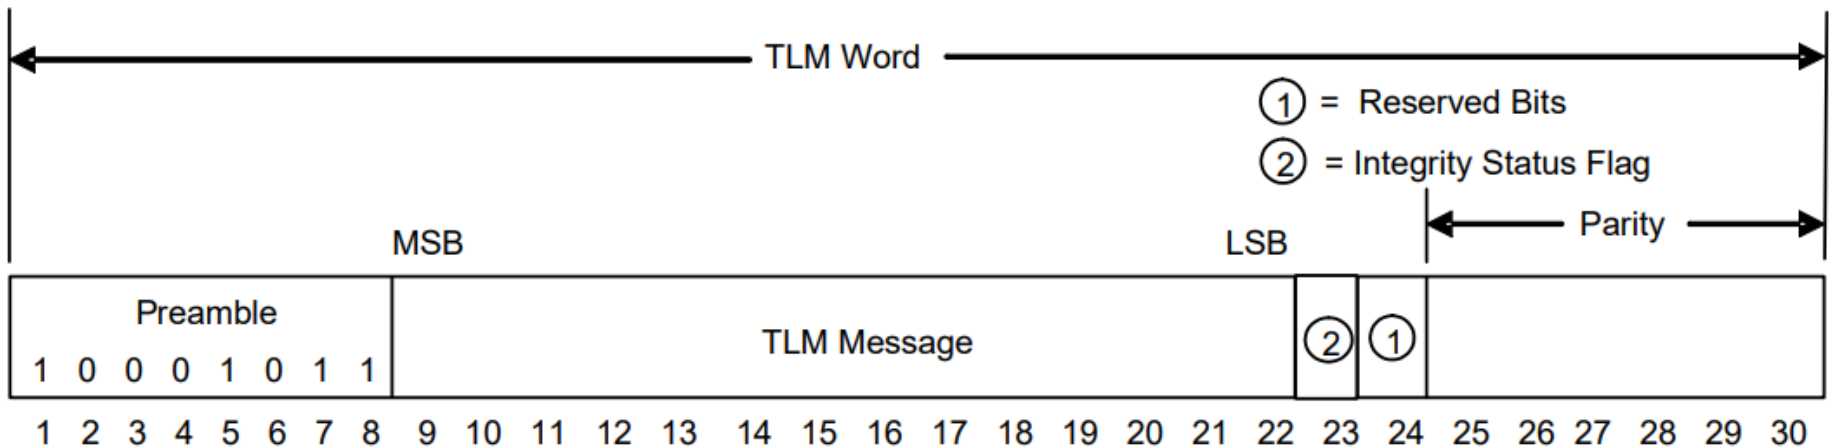 TLM Word
① = Reserved Bits
② = Integrity Status Flag
Parity
MSB LSB
Preamble
TLM Message ② ①
1 0 0 0 1 0 1 1
1 2 3 4 5 6 7 8 9 10 11 12 13 14 15 16 17 18 19 20 21 22 23 24 25 26 27 28 29 30